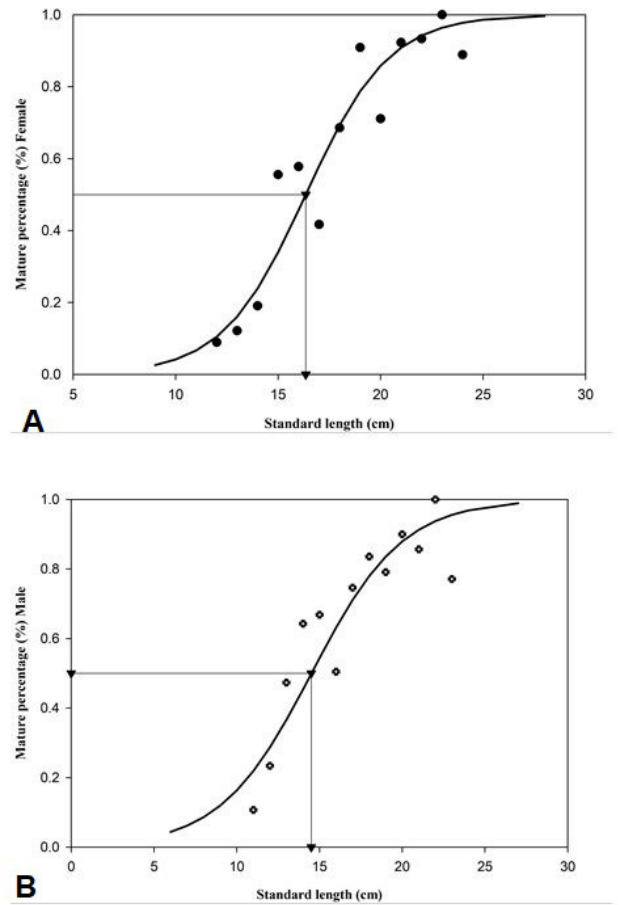 1.0
0.8
0.6
0.4
0.2
0.0
Mature percentage (%) Female
5 10 15 20 25 30
Standard length (cm)
A
1.0
0.8
0.6
0.4
0.2
0.0
Mature percentage (%) Male
0 5 10 15 20 25 30
Standard length (cm)
B